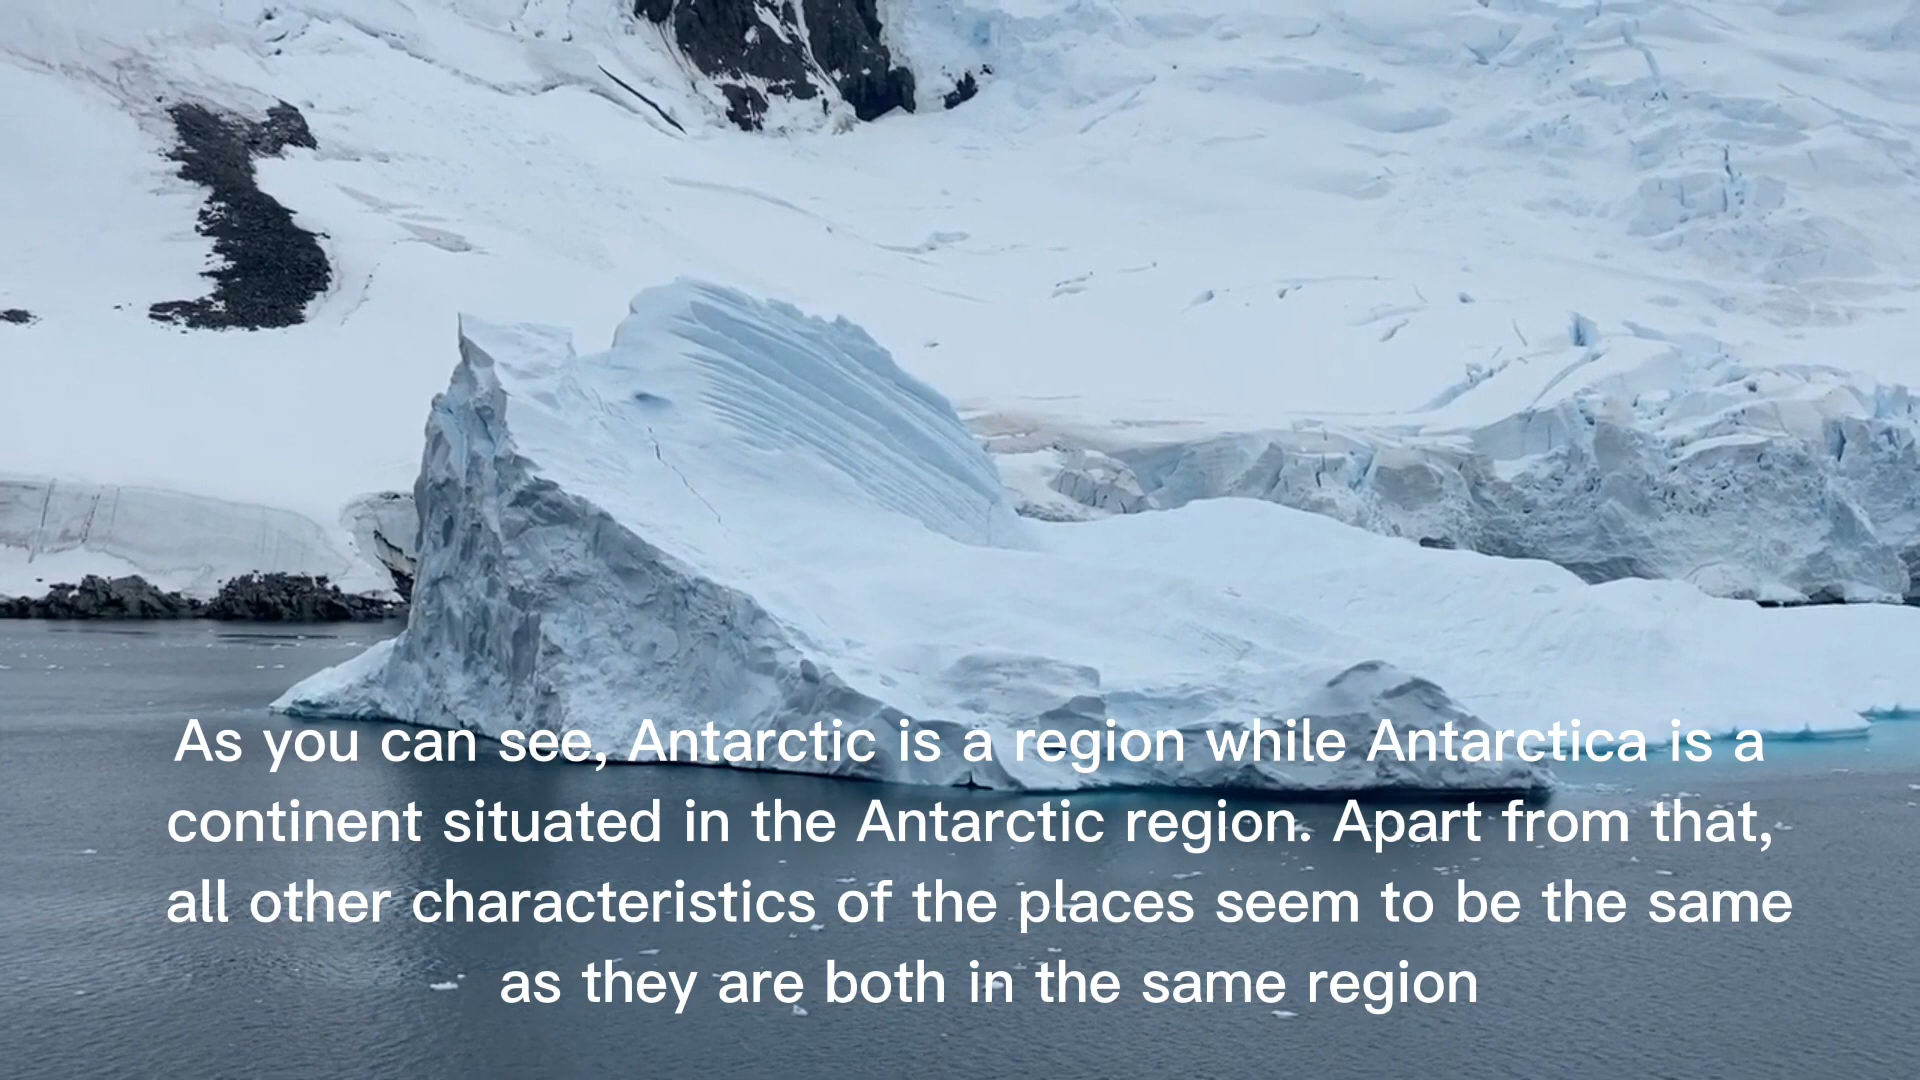 As you can see, Antarctic is a region while Antarctica is a
continent situated in the Antarctic region. Apart from that,
all other characteristics of the places seem to be the same
as they are both in the same region